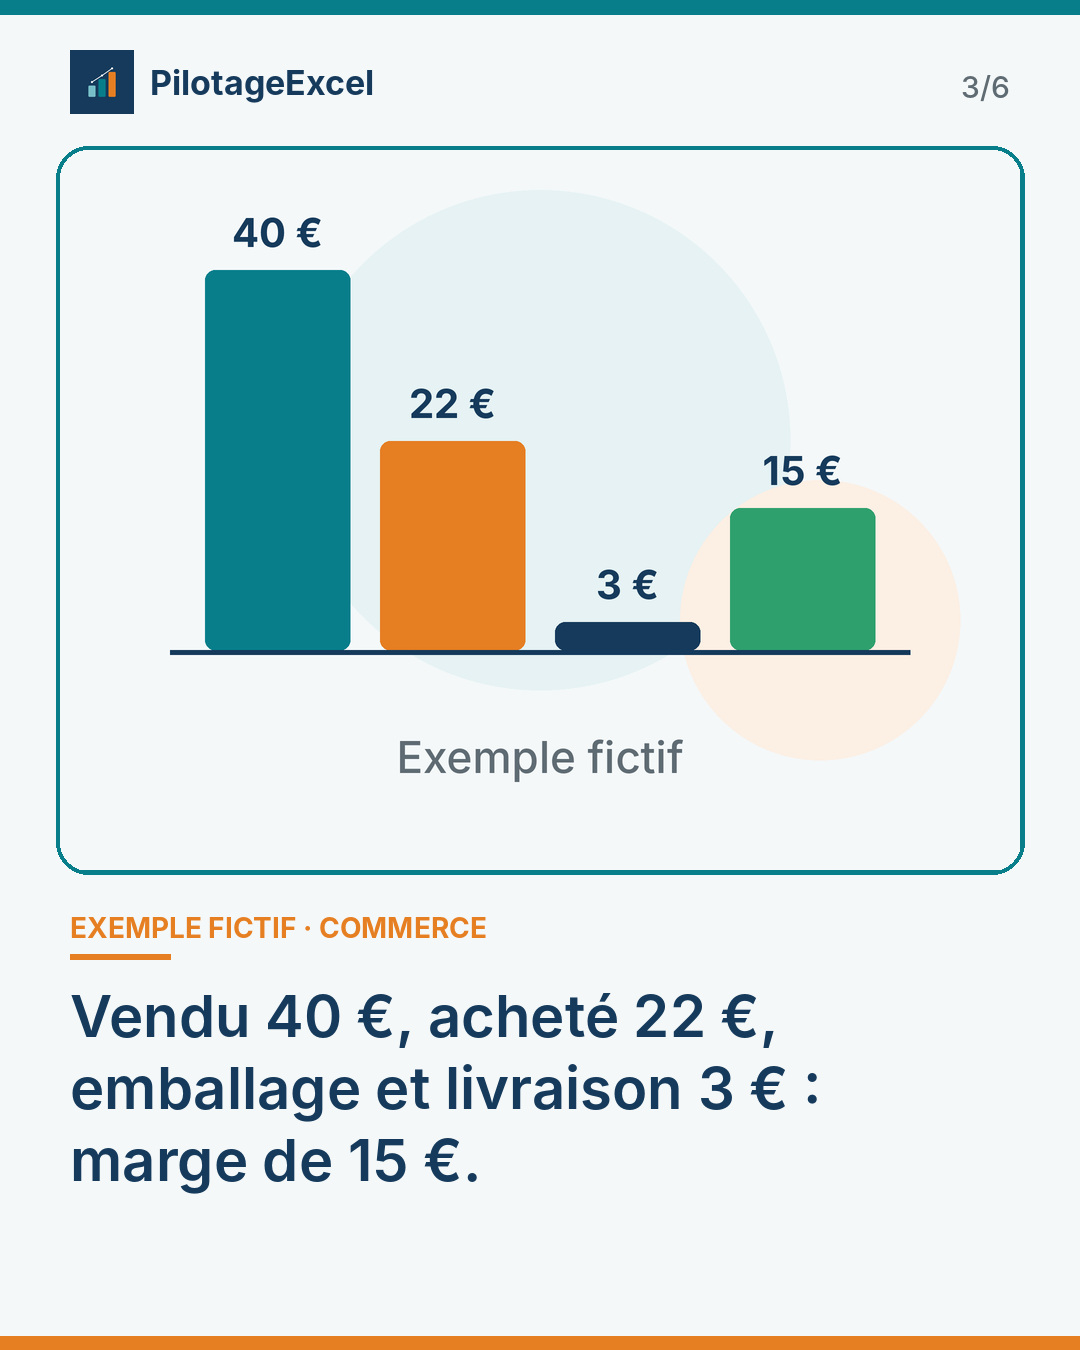 PilotageExcel
3/6
40 €
22 €
3 €
15 €
Exemple fictif
EXEMPLE FICTIF · COMMERCE
Vendu 40 €, acheté 22 €,
emballage et livraison 3 € :
marge de 15 €.